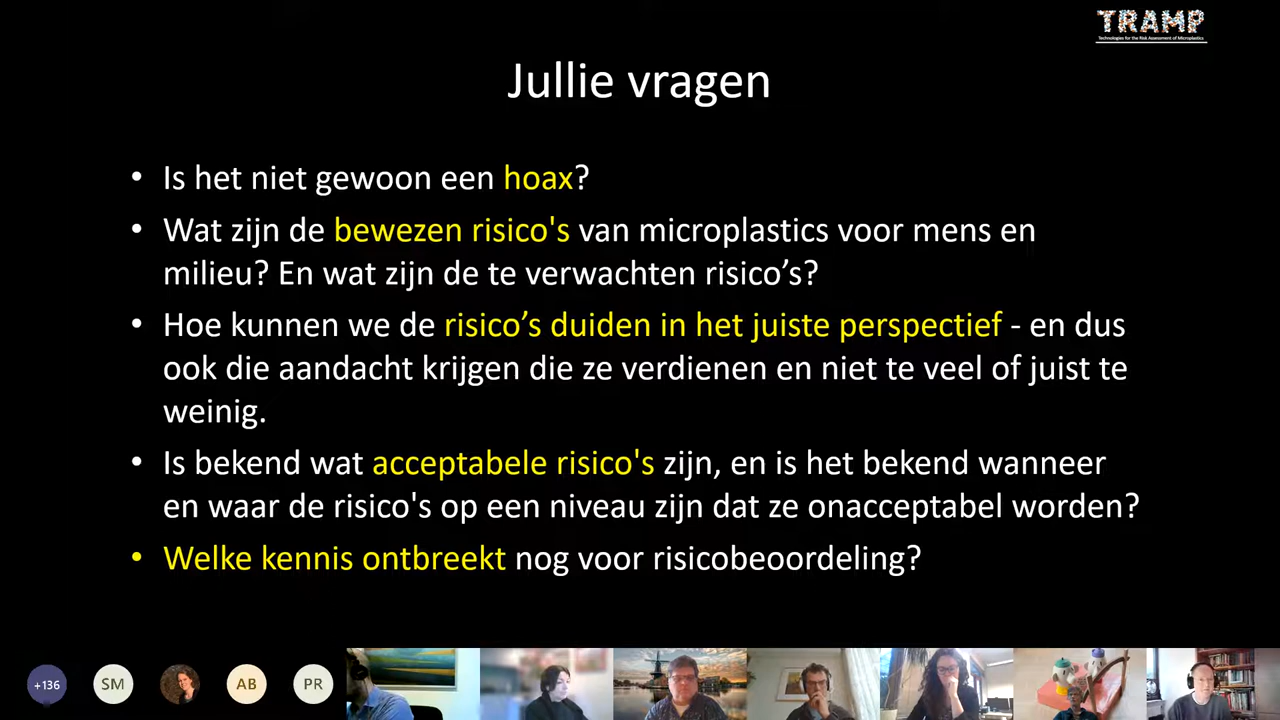 TRAMP
Technologies for the Risk Assessment of Microplastics
Jullie vragen
• Is het niet gewoon een hoax?
• Wat zijn de bewezen risico's van microplastics voor mens en
milieu? En wat zijn de te verwachten risico’s?
• Hoe kunnen we de risico’s duiden in het juiste perspectief - en dus
ook die aandacht krijgen die ze verdienen en niet te veel of juist te
weinig.
• Is bekend wat acceptabele risico's zijn, en is het bekend wanneer
en waar de risico's op een niveau zijn dat ze onacceptabel worden?
• Welke kennis ontbreekt nog voor risicobeoordeling?
+136
SM
AB
PR